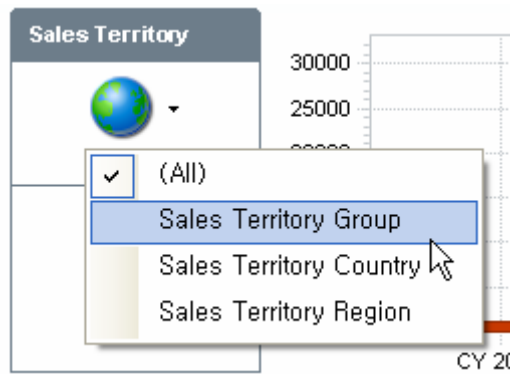 Sales Territory
30000
25000
(All)
Sales Territory Group
Sales Territory Country
Sales Territory Region
CY 20